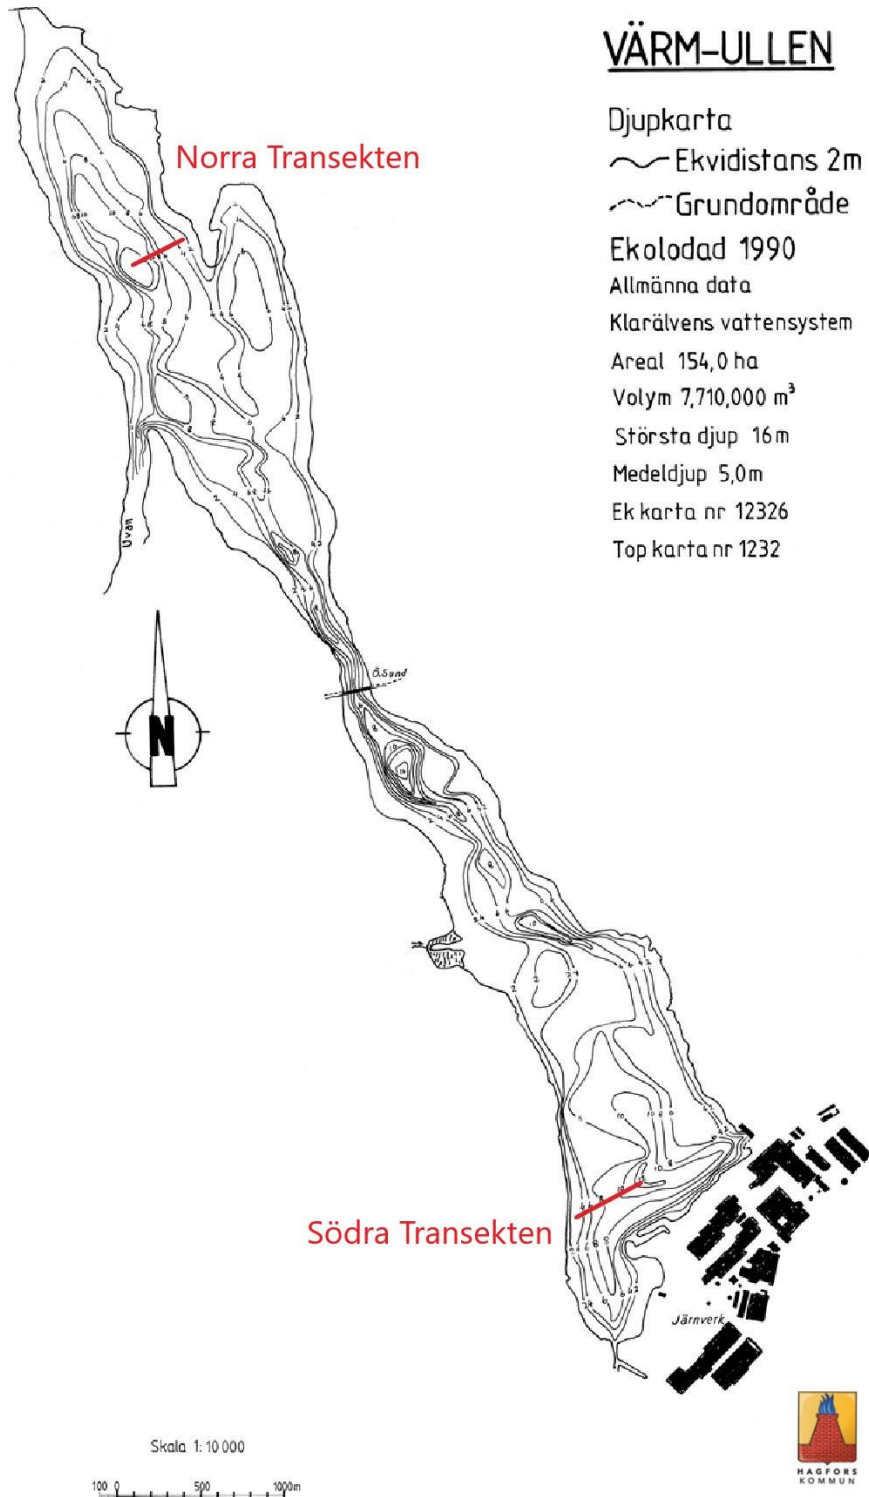 VÄRM-ULLEN
Djupkarta
Ekvidistans 2m
Grundområde
Ekolodad 1990
Allmänna data
Klarälvens vattensystem
Areal 154,0 ha
Volym 7,710,000 m³
Största djup 16m
Medeldjup 5,0m
Ek karta nr 12326
Top karta nr 1232
Norra Transekten
Uvån
Ö.Sund
N
Södra Transekten
Järnverk
Skala 1:10 000
100 0 500 1000m
HAGFORS
KOMMUN